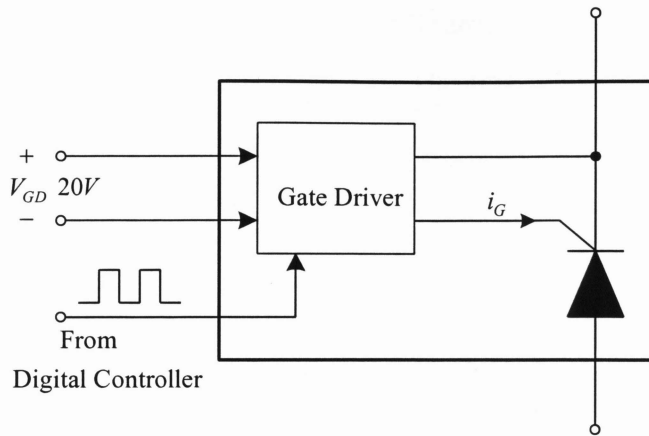 +
V_GD 20V
−
Gate Driver
i_G
From
Digital Controller